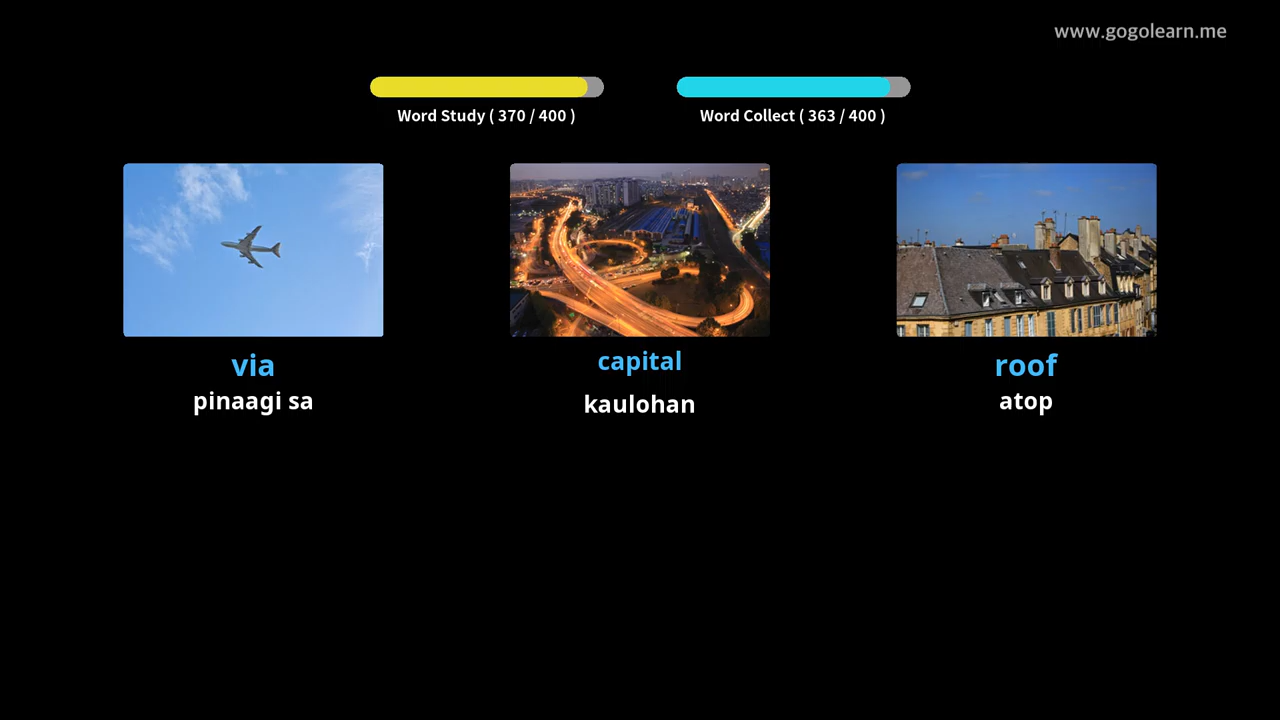 www.gogolearn.me
Word Study ( 370 / 400 )
Word Collect ( 363 / 400 )
via
pinaagi sa
capital
kaulohan
roof
atop